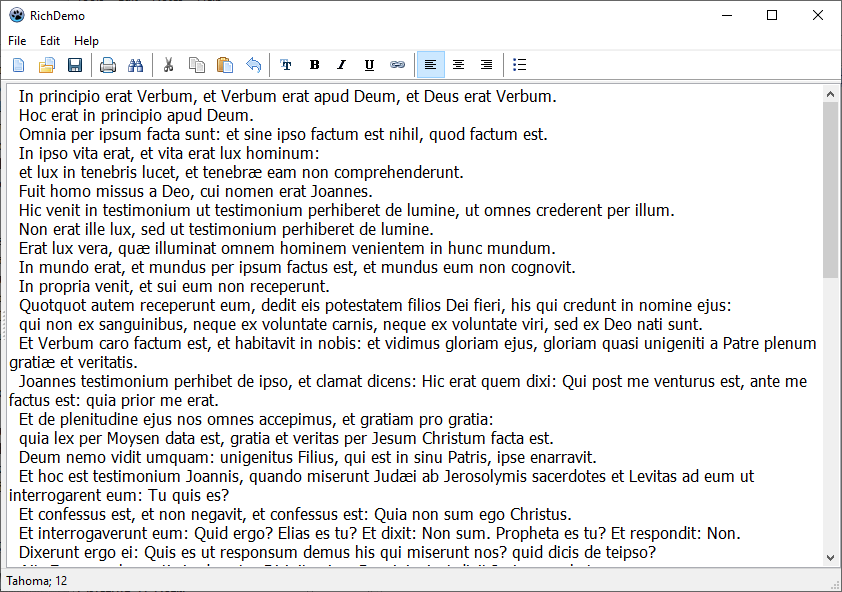 RichDemo
File Edit Help
In principio erat Verbum, et Verbum erat apud Deum, et Deus erat Verbum.
Hoc erat in principio apud Deum.
Omnia per ipsum facta sunt: et sine ipso factum est nihil, quod factum est.
In ipso vita erat, et vita erat lux hominum:
et lux in tenebris lucet, et tenebræ eam non comprehenderunt.
Fuit homo missus a Deo, cui nomen erat Joannes.
Hic venit in testimonium ut testimonium perhiberet de lumine, ut omnes crederent per illum.
Non erat ille lux, sed ut testimonium perhiberet de lumine.
Erat lux vera, quæ illuminat omnem hominem venientem in hunc mundum.
In mundo erat, et mundus per ipsum factus est, et mundus eum non cognovit.
In propria venit, et sui eum non receperunt.
Quotquot autem receperunt eum, dedit eis potestatem filios Dei fieri, his qui credunt in nomine ejus:
qui non ex sanguinibus, neque ex voluntate carnis, neque ex voluntate viri, sed ex Deo nati sunt.
Et Verbum caro factum est, et habitavit in nobis: et vidimus gloriam ejus, gloriam quasi unigeniti a Patre plenum
gratiæ et veritatis.
Joannes testimonium perhibet de ipso, et clamat dicens: Hic erat quem dixi: Qui post me venturus est, ante me
factus est: quia prior me erat.
Et de plenitudine ejus nos omnes accepimus, et gratiam pro gratia:
quia lex per Moysen data est, gratia et veritas per Jesum Christum facta est.
Deum nemo vidit umquam: unigenitus Filius, qui est in sinu Patris, ipse enarravit.
Et hoc est testimonium Joannis, quando miserunt Judæi ab Jerosolymis sacerdotes et Levitas ad eum ut
interrogarent eum: Tu quis es?
Et confessus est, et non negavit, et confessus est: Quia non sum ego Christus.
Et interrogaverunt eum: Quid ergo? Elias es tu? Et dixit: Non sum. Propheta es tu? Et respondit: Non.
Dixerunt ergo ei: Quis es ut responsum demus his qui miserunt nos? quid dicis de teipso?
Tahoma; 12